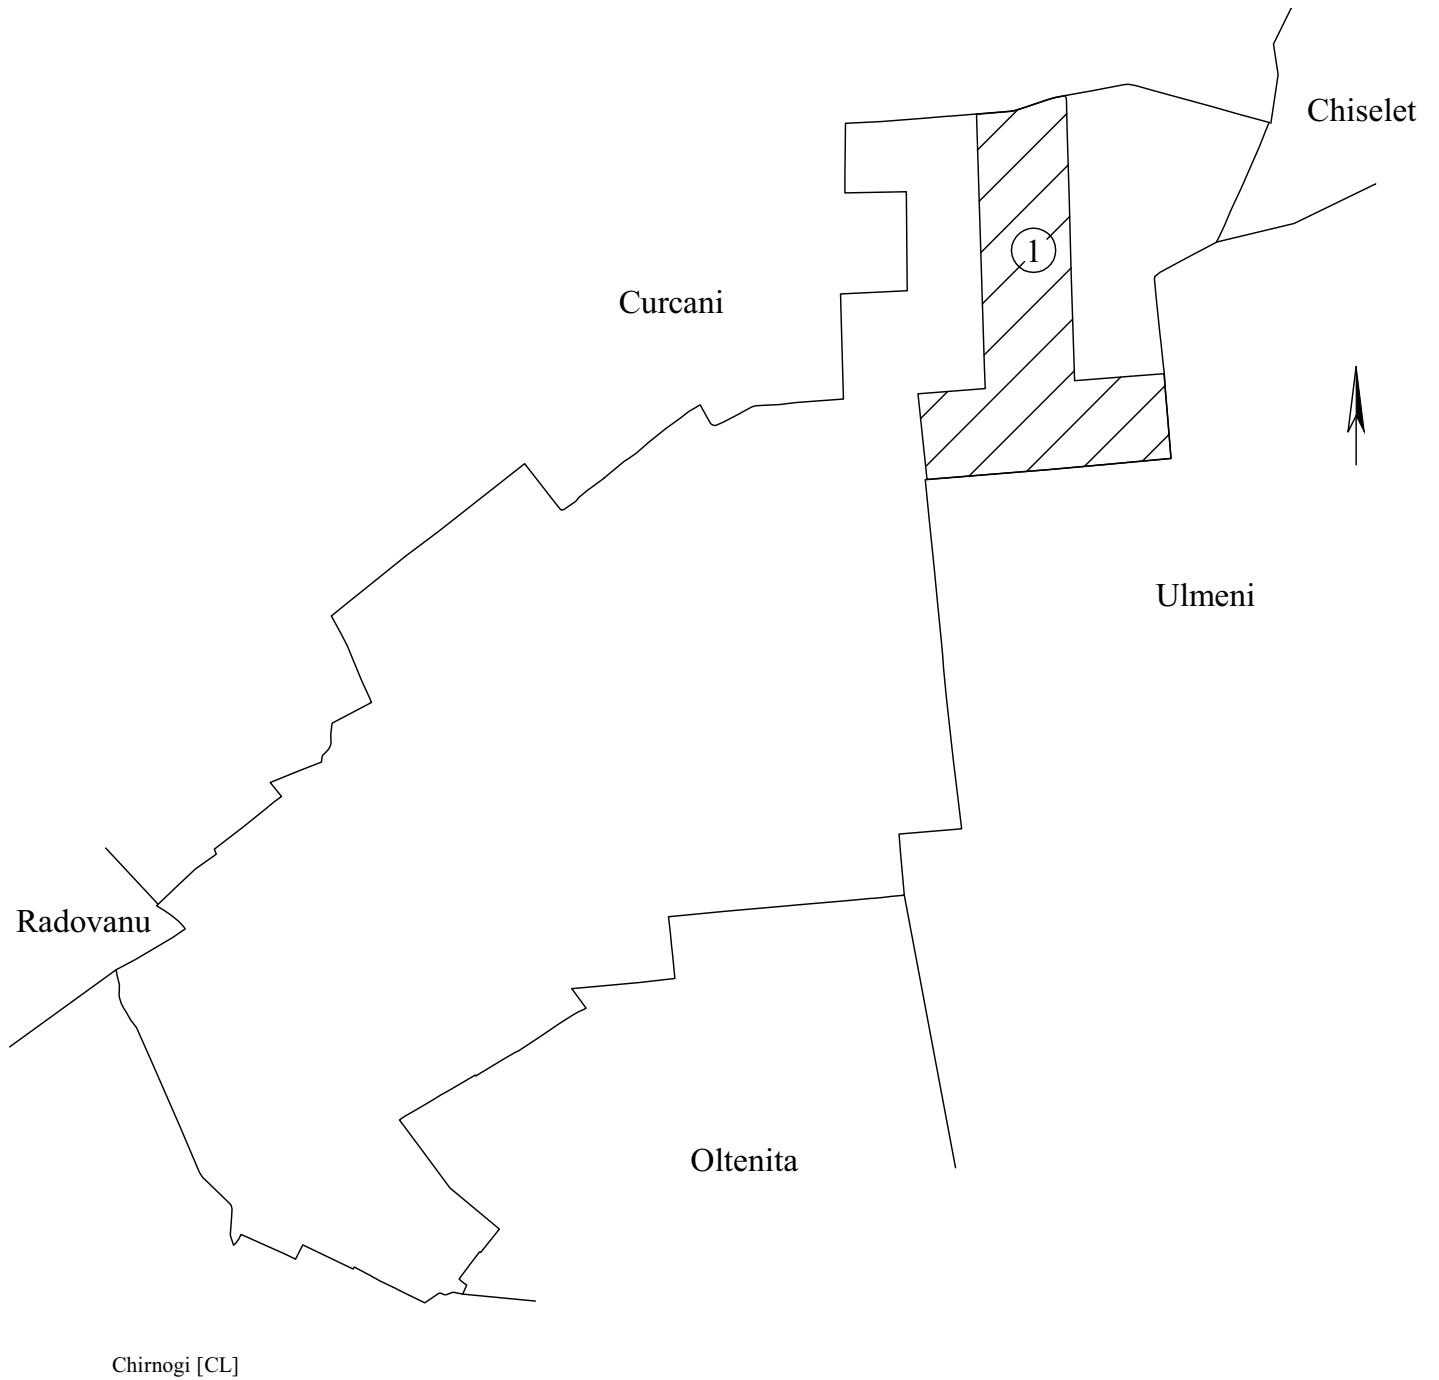 Chiselet
1
Curcani
Ulmeni
Radovanu
Oltenita
Chirnogi [CL]